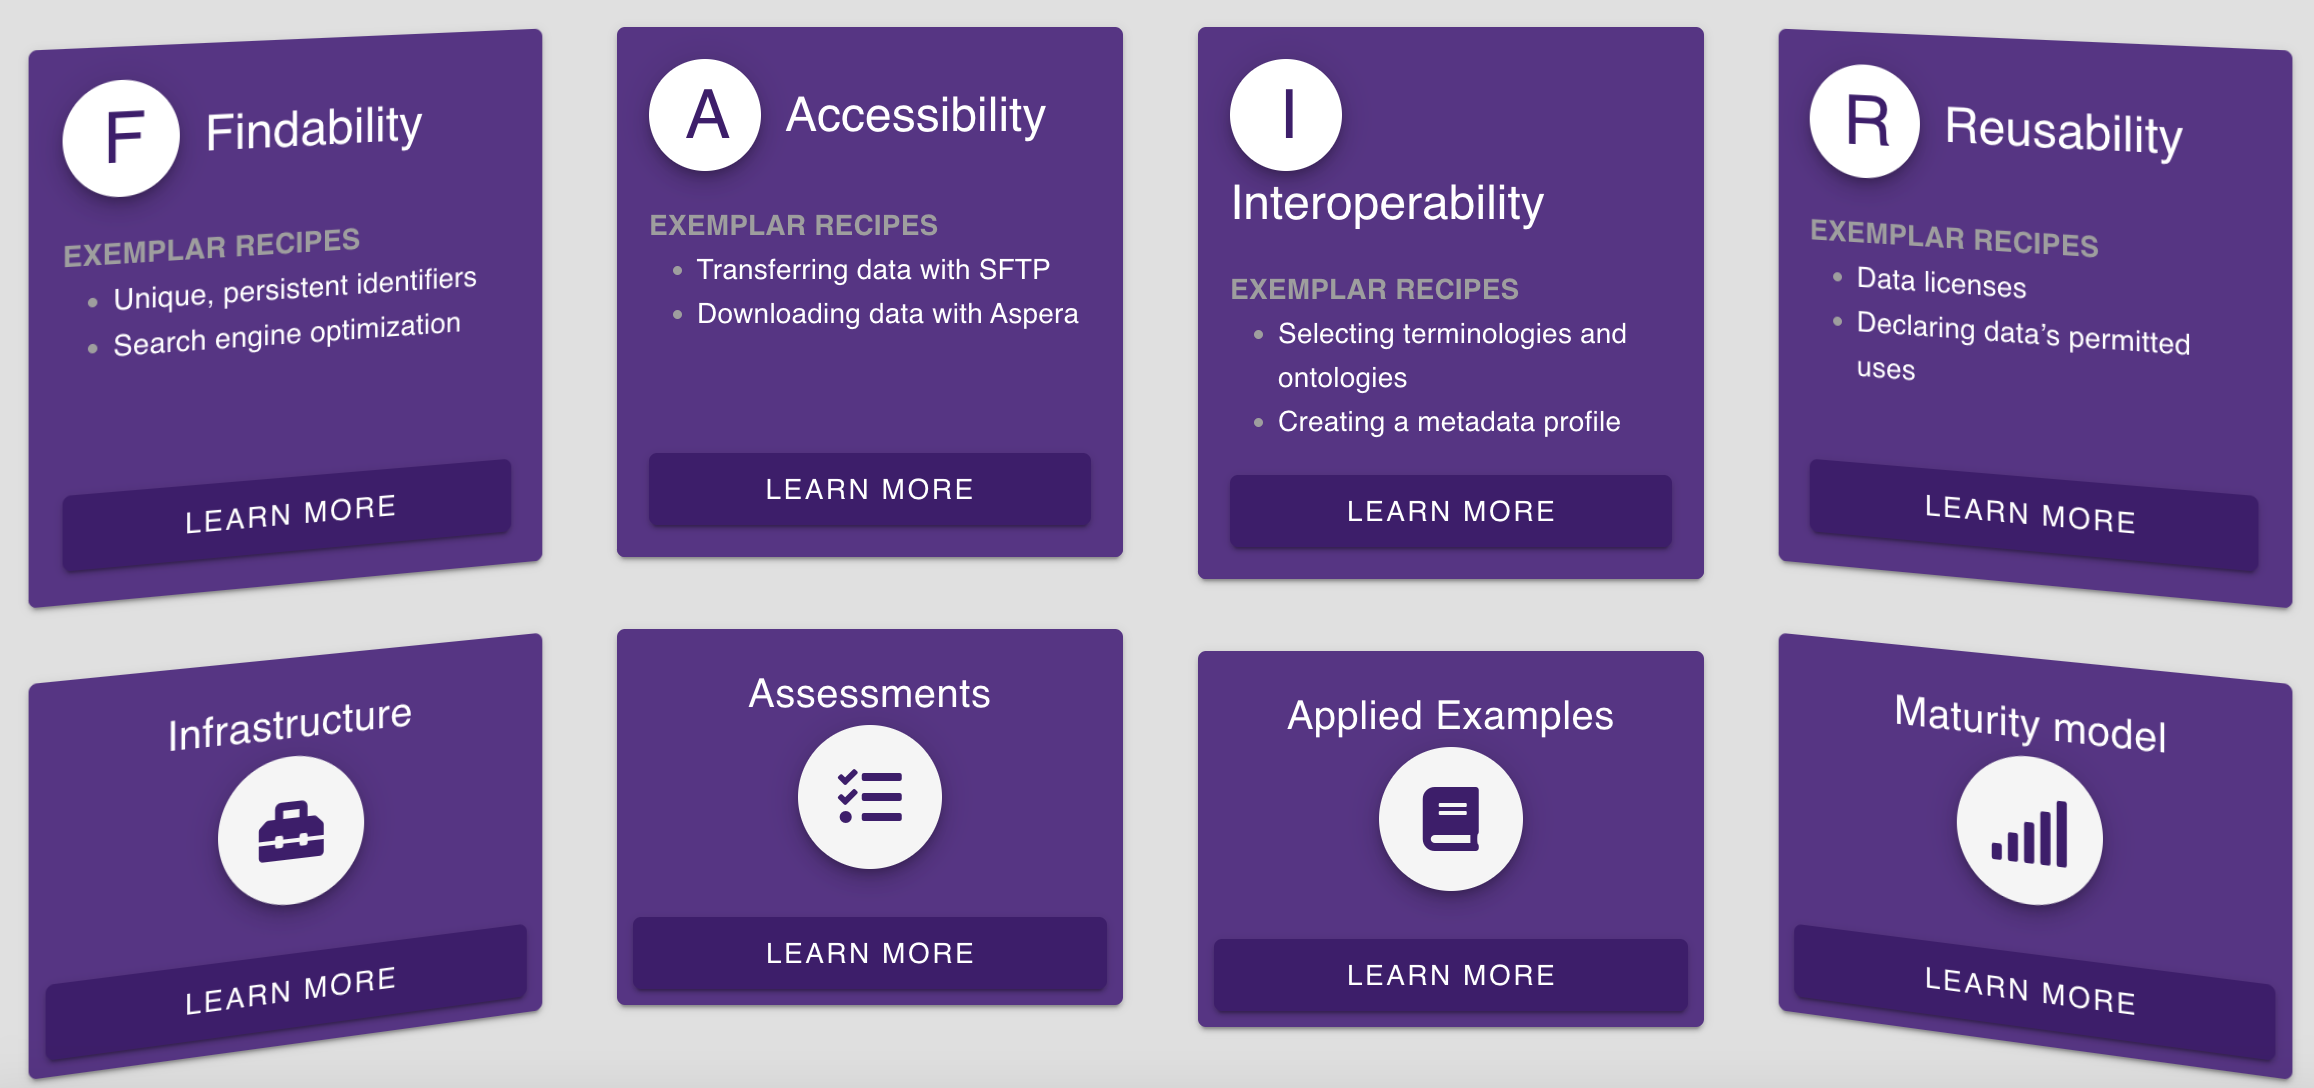 F Findability
EXEMPLAR RECIPES
Unique, persistent identifiers
Search engine optimization
LEARN MORE
A Accessibility
EXEMPLAR RECIPES
Transferring data with SFTP
Downloading data with Aspera
LEARN MORE
I
Interoperability
EXEMPLAR RECIPES
Selecting terminologies and
ontologies
Creating a metadata profile
LEARN MORE
R Reusability
EXEMPLAR RECIPES
Data licenses
Declaring data’s permitted
uses
LEARN MORE
Infrastructure
LEARN MORE
Assessments
LEARN MORE
Applied Examples
LEARN MORE
Maturity model
LEARN MORE